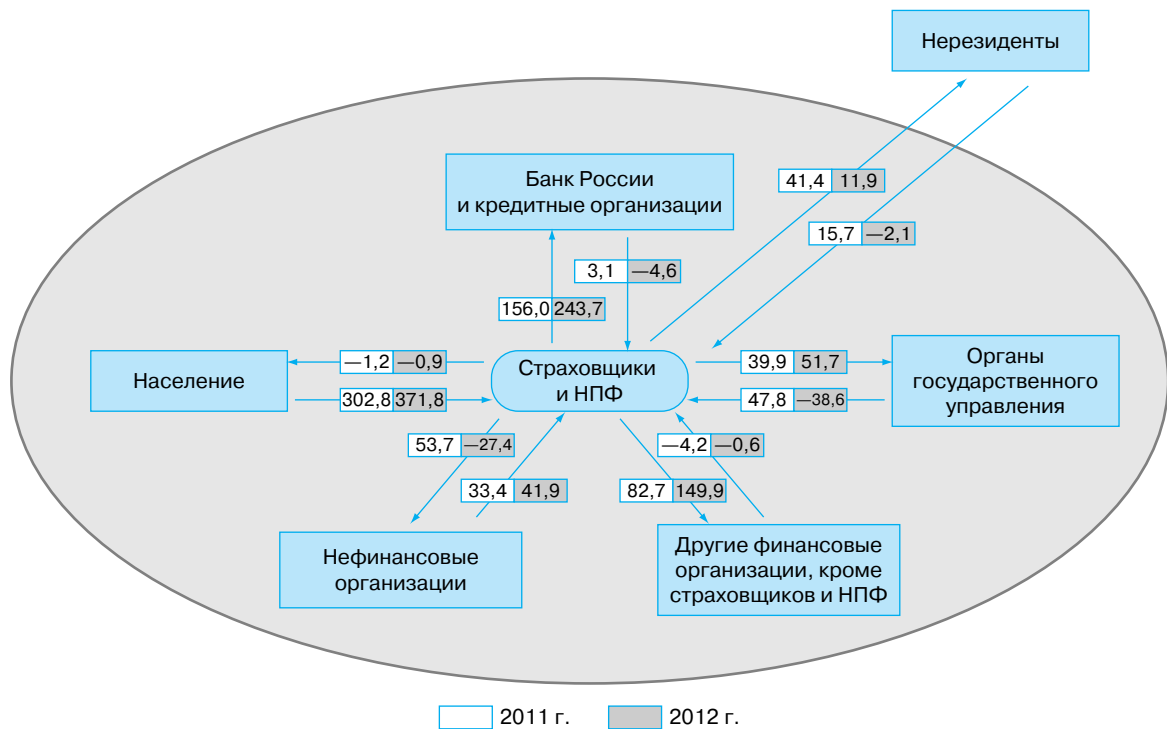 Нерезиденты
Банк России
и кредитные организации
41,4 11,9
15,7 —2,1
3,1 —4,6
156,0 243,7
Население
—1,2 —0,9
302,8 371,8
Страховщики
и НПФ
39,9 51,7
47,8 —38,6
Органы
государственного
управления
53,7 —27,4
33,4 41,9
—4,2 —0,6
82,7 149,9
Нефинансовые
организации
Другие финансовые
организации, кроме
страховщиков и НПФ
2011 г. 2012 г.